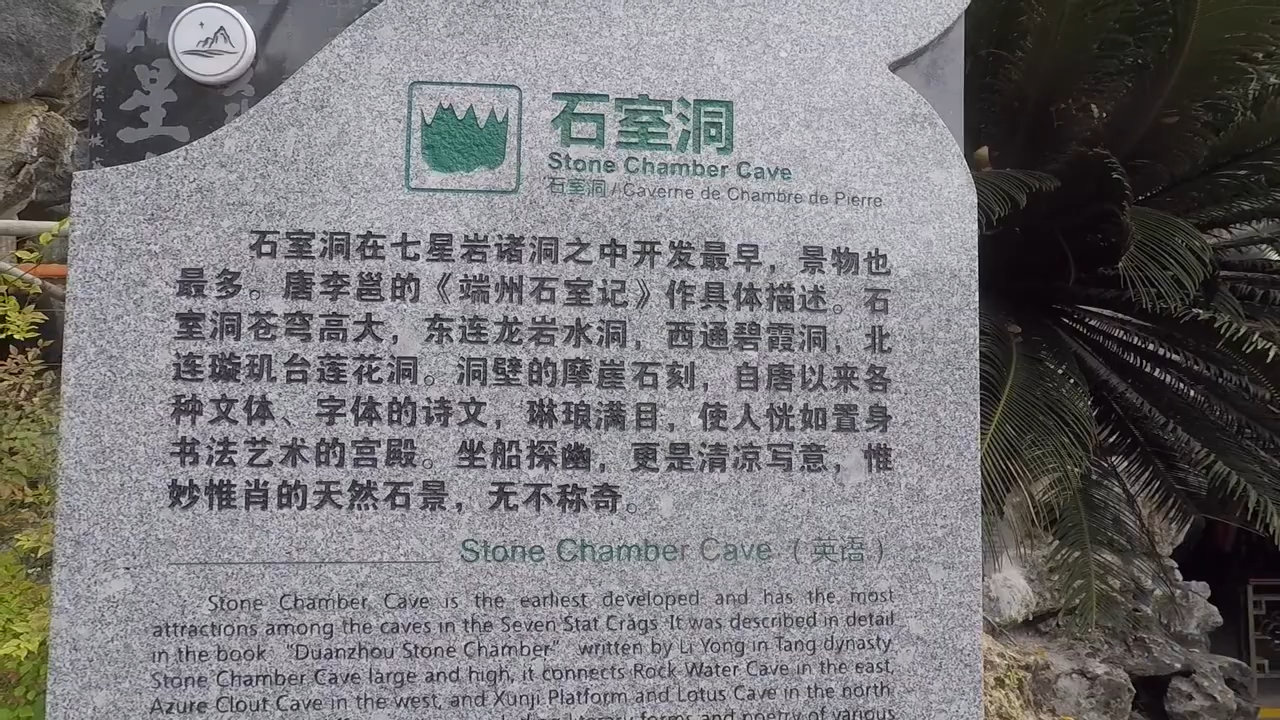 星
石室洞
Stone Chamber Cave
石室洞 / Caverne de Chambre de Pierre
石室洞在七星岩诸洞之中开发最早，景物也
最多。唐李邕的《端州石室记》作具体描述。石
室洞苍穹高大，东连龙岩水洞，西通碧霞洞，北
连璇玑台莲花洞。洞壁的摩崖石刻，自唐以来各
种文体、字体的诗文，琳琅满目，使人恍如置身
书法艺术的宫殿。坐船探幽，更是清凉写意，惟
妙惟肖的天然石景，无不称奇。
Stone Chamber Cave（英语）
Stone Chamber Cave is the earliest developed and has the most
attractions among the caves in the Seven Stat Crags. It was described in detail
in the book "Duanzhou Stone Chamber" written by Li Yong in Tang dynasty.
Stone Chamber Cave large and high, it connects Rock Water Cave in the east,
Azure Clout Cave in the west, and Xunji Platform and Lotus Cave in the north.
forms and poetry of various